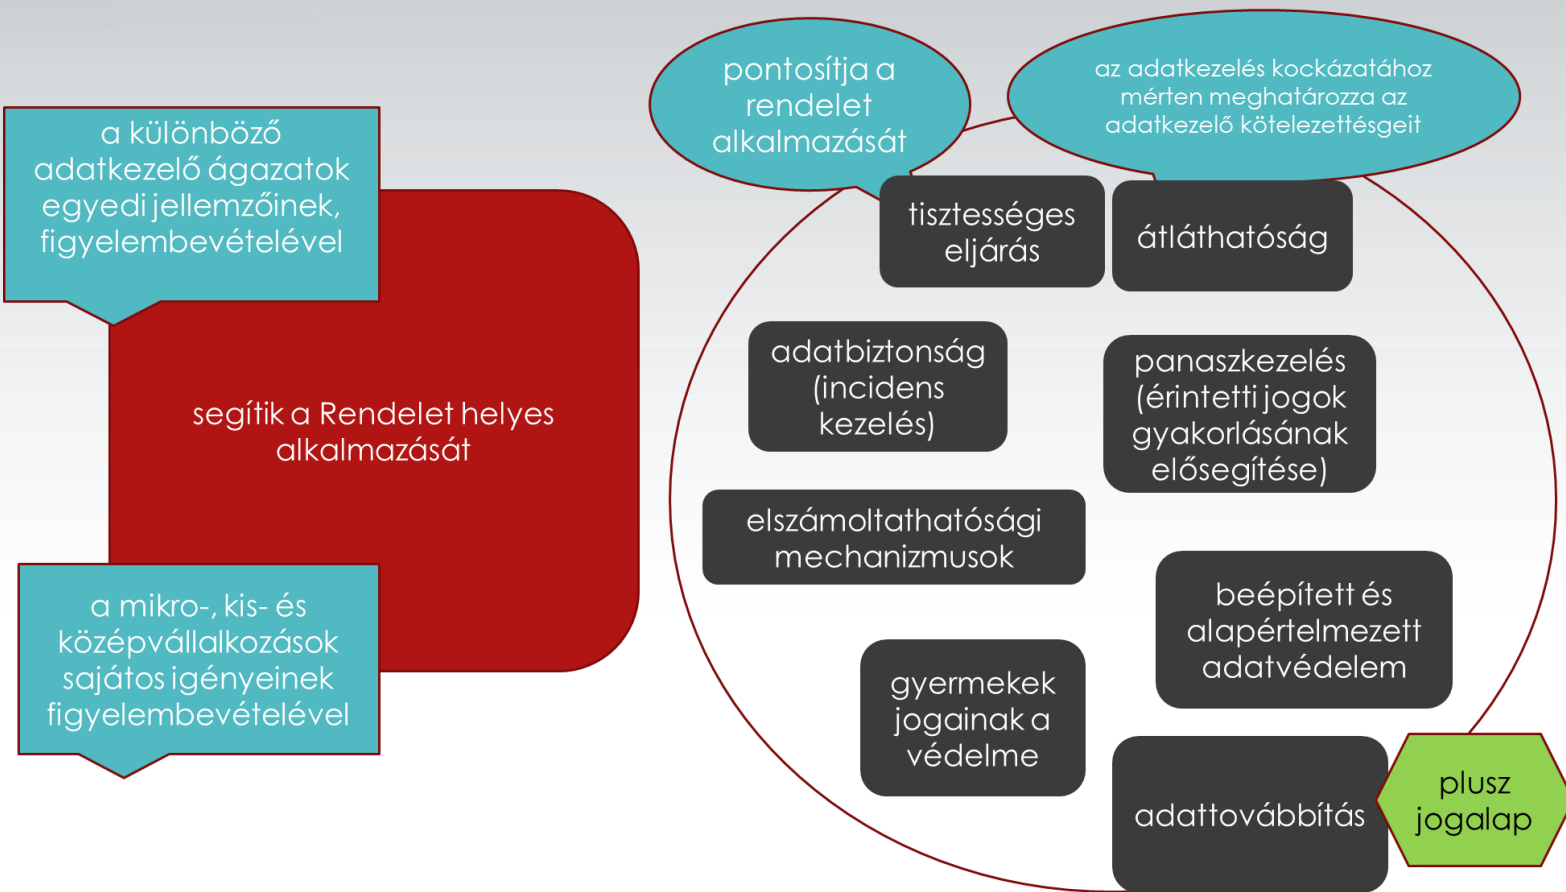 a különböző
adatkezelő ágazatok
egyedi jellemzőinek,
figyelembevételével
segítik a Rendelet helyes
alkalmazását
a mikro-, kis- és
középvállalkozások
sajátos igényeinek
figyelembevételével
pontosítja a
rendelet
alkalmazását
az adatkezelés kockázatához
mérten meghatározza az
adatkezelő kötelezettésgeit
tisztességes
eljárás
átláthatóság
adatbiztonság
(incidens
kezelés)
panaszkezelés
(érintetti jogok
gyakorlásának
elősegítése)
elszámoltathatósági
mechanizmusok
beépített és
alapértelmezett
adatvédelem
gyermekek
jogainak a
védelme
adattovábbítás
plusz
jogalap